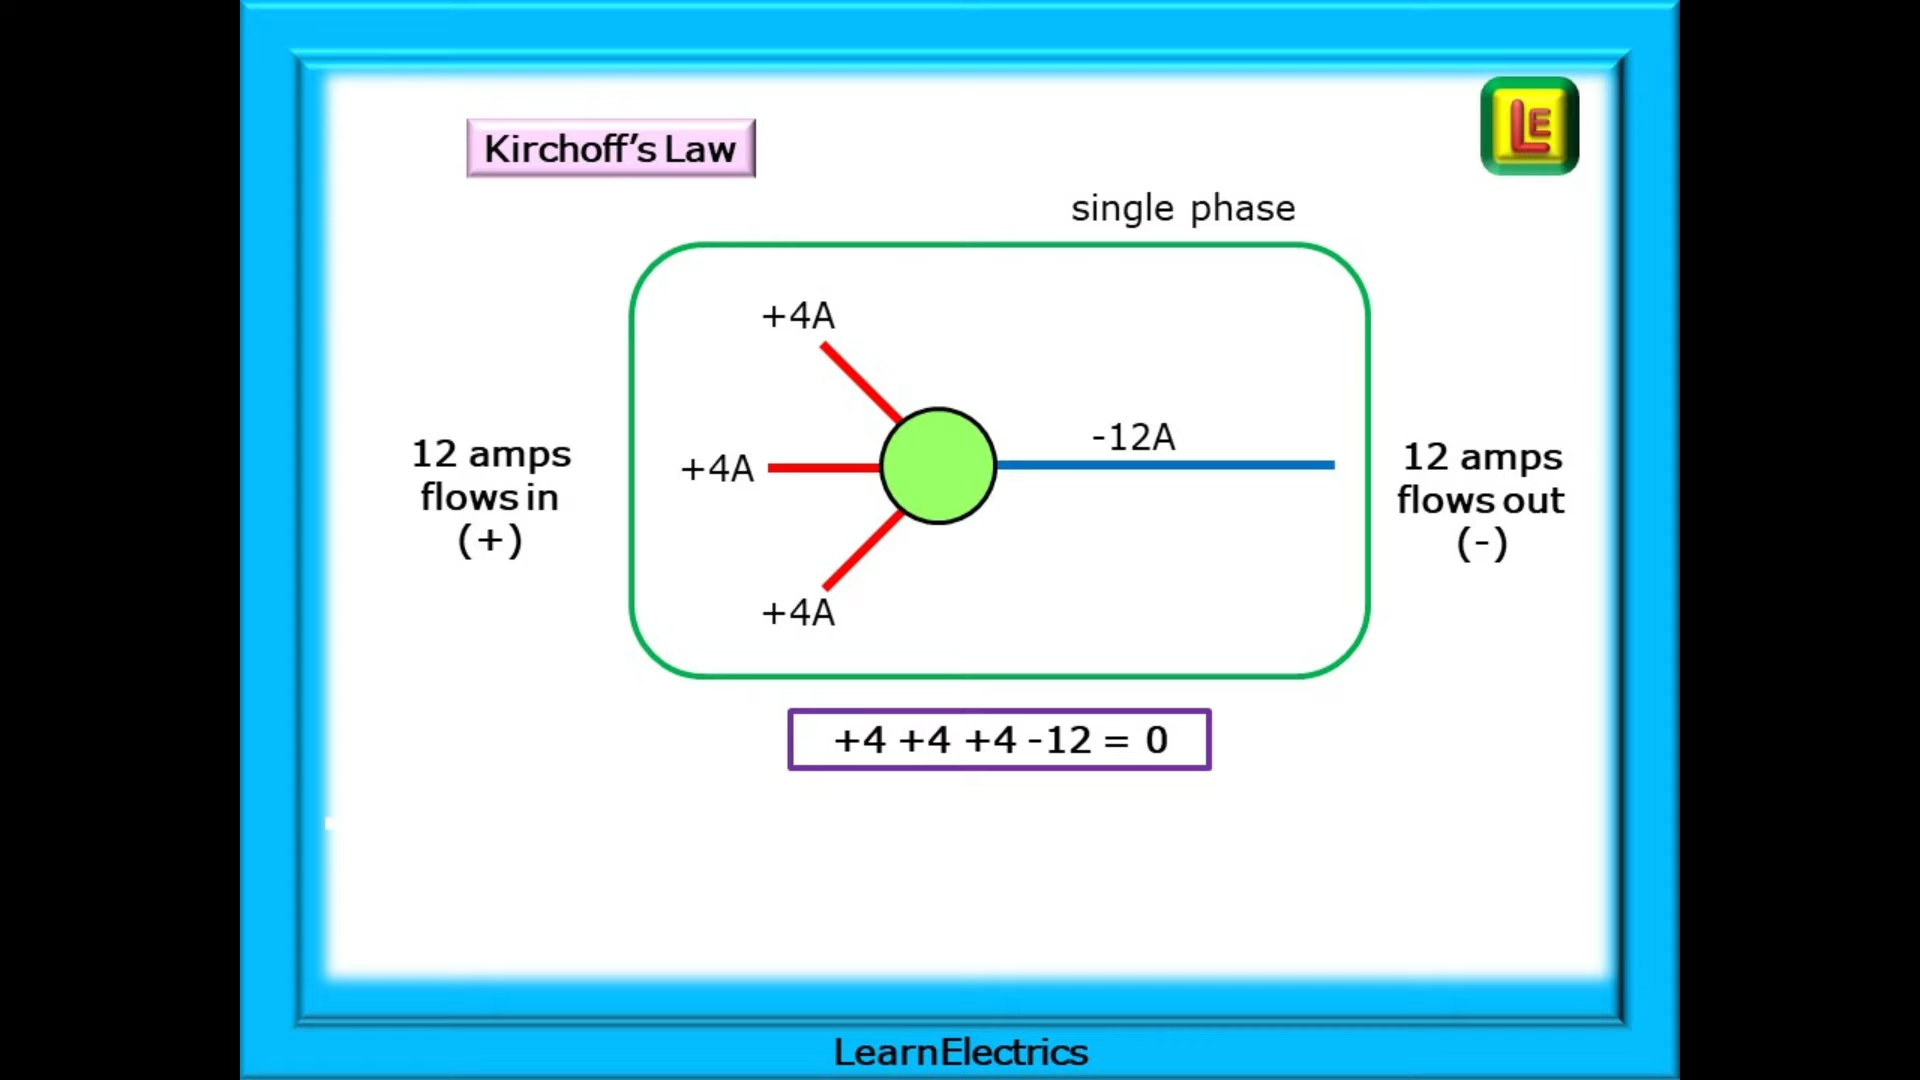 Kirchoff’s Law
LE
single phase
+4A
12 amps
flows in
(+)
+4A
-12A
12 amps
flows out
(-)
+4A
+4 +4 +4 -12 = 0
LearnElectrics